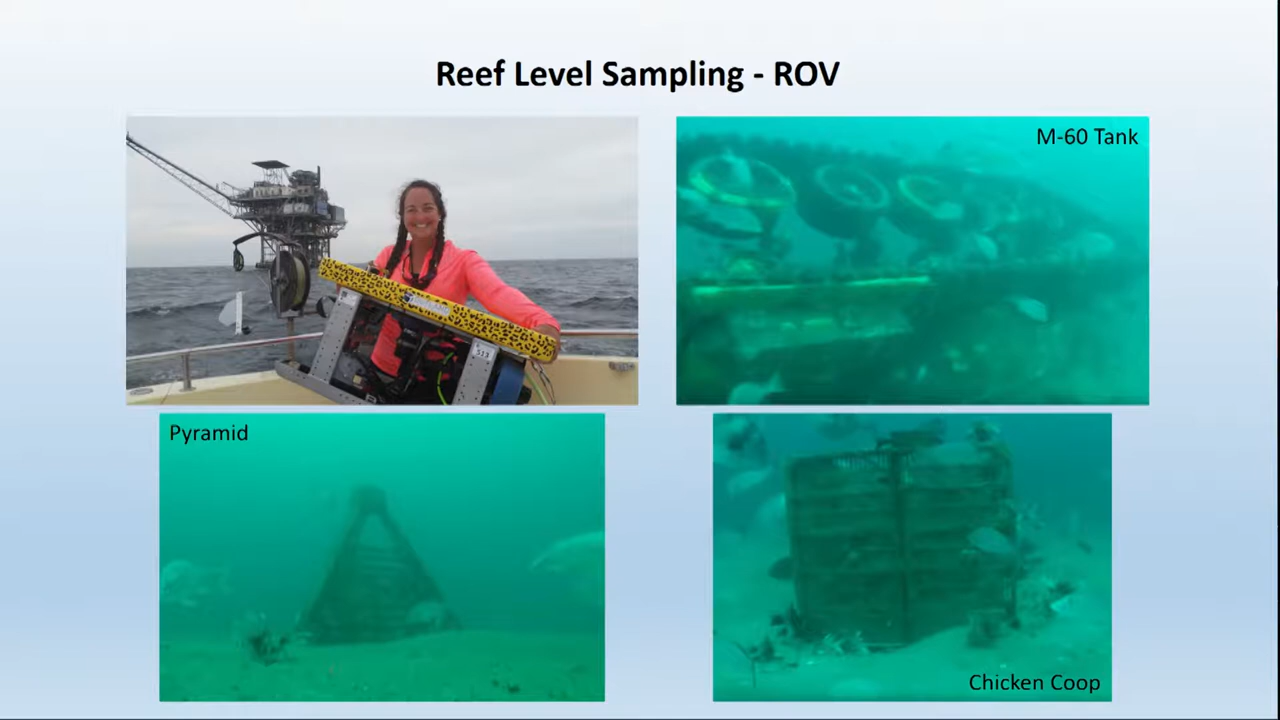 Reef Level Sampling - ROV
M-60 Tank
Pyramid
Chicken Coop